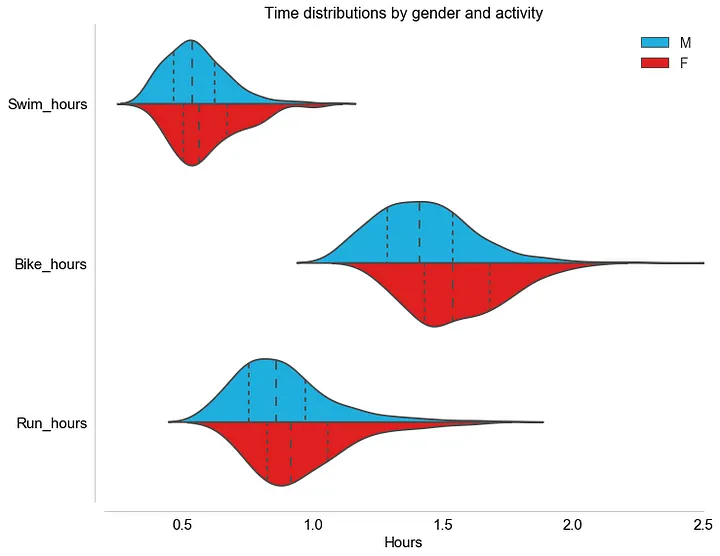 Time distributions by gender and activity
M
F
Swim_hours
Bike_hours
Run_hours
0.5 1.0 1.5 2.0 2.5
Hours